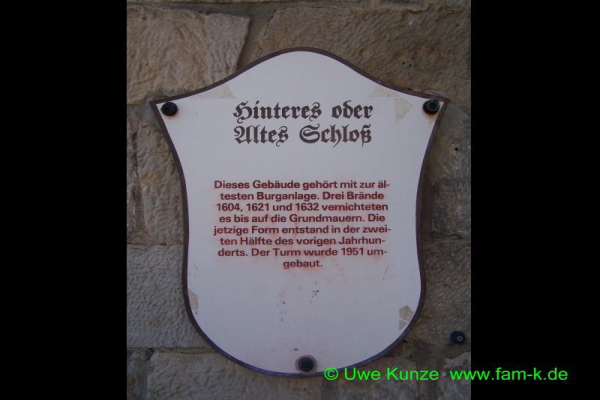 Hinteres oder
Altes Schloß
Dieses Gebäude gehört mit zur äl-
testen Burganlage. Drei Brände
1604, 1621 und 1632 vernichteten
es bis auf die Grundmauern. Die
jetzige Form entstand in der zwei-
ten Hälfte des vorigen Jahrhun-
derts. Der Turm wurde 1951 um-
gebaut.
© Uwe Kunze www.fam-k.de